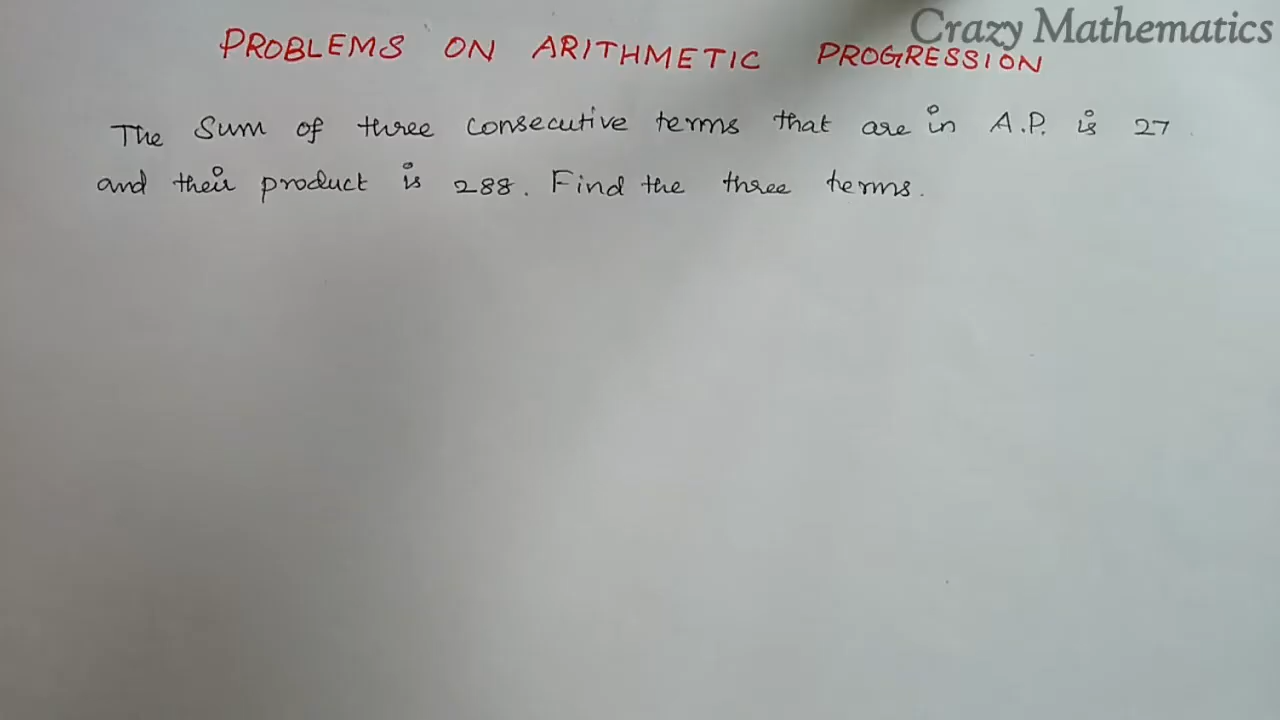 Crazy Mathematics
PROBLEMS ON ARITHMETIC PROGRESSION
The Sum of three consecutive terms that are in A.P. is 27
and their product is 288. Find the three terms.